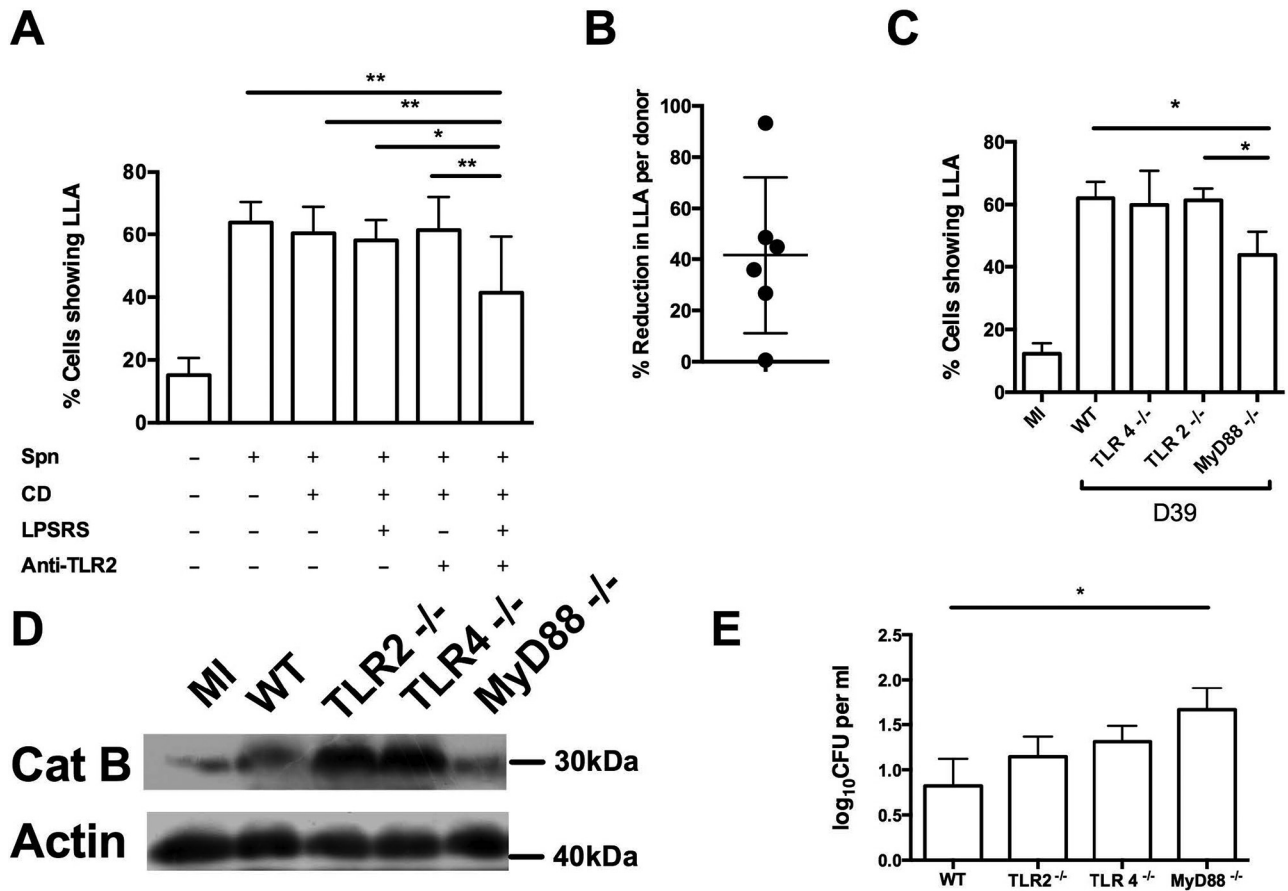 A
** 
** 
* 
** 
% Cells showing LLA
80
60
40
20
0
Spn – + + + + +
CD – – + + + +
LPSRS – – – + – +
Anti-TLR2 – – – – + +
B
% Reduction in LLA per donor
100
80
60
40
20
0
C
*
*
% Cells showing LLA
80
60
40
20
0
MI WT TLR 4 -/- TLR 2 -/- MyD88 -/-
D39
D
MI WT TLR2 -/- TLR4 -/- MyD88 -/-
Cat B 30kDa
Actin 40kDa
E
*
log10CFU per ml
2.5
2.0
1.5
1.0
0.5
0.0
WT TLR2 -/- TLR 4 -/- MyD88 -/-